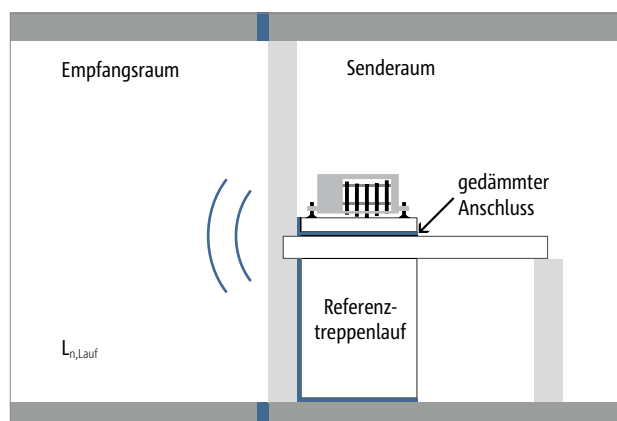 Empfangsraum
Senderaum
gedämmter
Anschluss
Referenz-
treppenlauf
Ln,Lauf